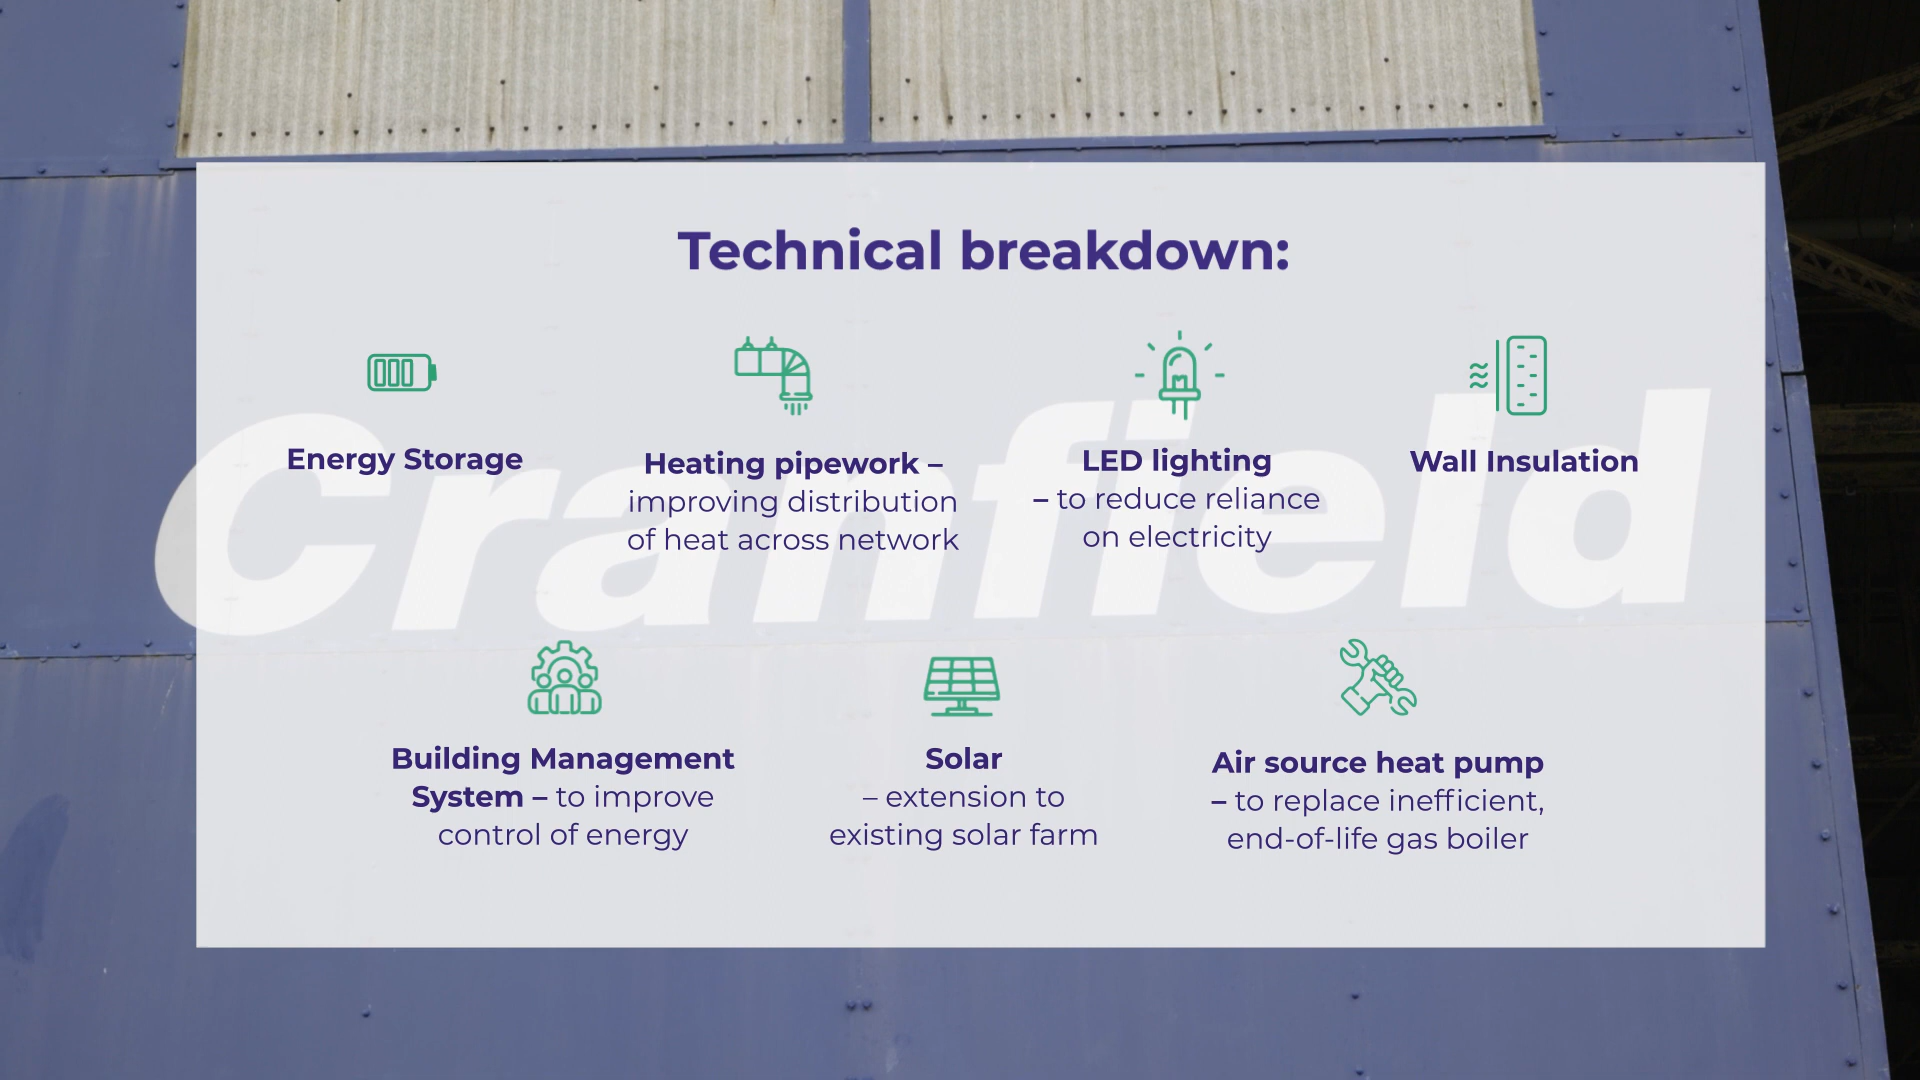 Technical breakdown:
Energy Storage
Heating pipework –
improving distribution
of heat across network
LED lighting
– to reduce reliance
on electricity
Wall Insulation
Cranfield
Building Management
System – to improve
control of energy
Solar
– extension to
existing solar farm
Air source heat pump
– to replace inefficient,
end-of-life gas boiler